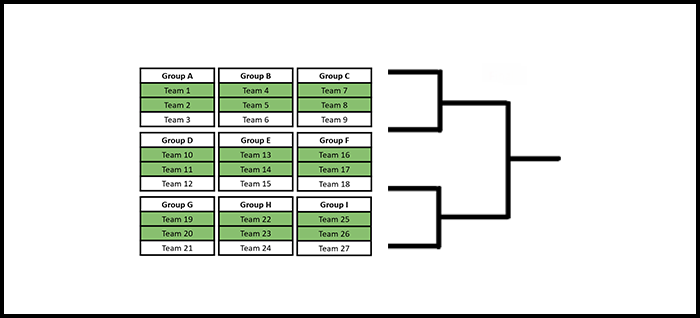 Group A
Team 1
Team 2
Team 3
Group B
Team 4
Team 5
Team 6
Group C
Team 7
Team 8
Team 9
Group D
Team 10
Team 11
Team 12
Group E
Team 13
Team 14
Team 15
Group F
Team 16
Team 17
Team 18
Group G
Team 19
Team 20
Team 21
Group H
Team 22
Team 23
Team 24
Group I
Team 25
Team 26
Team 27